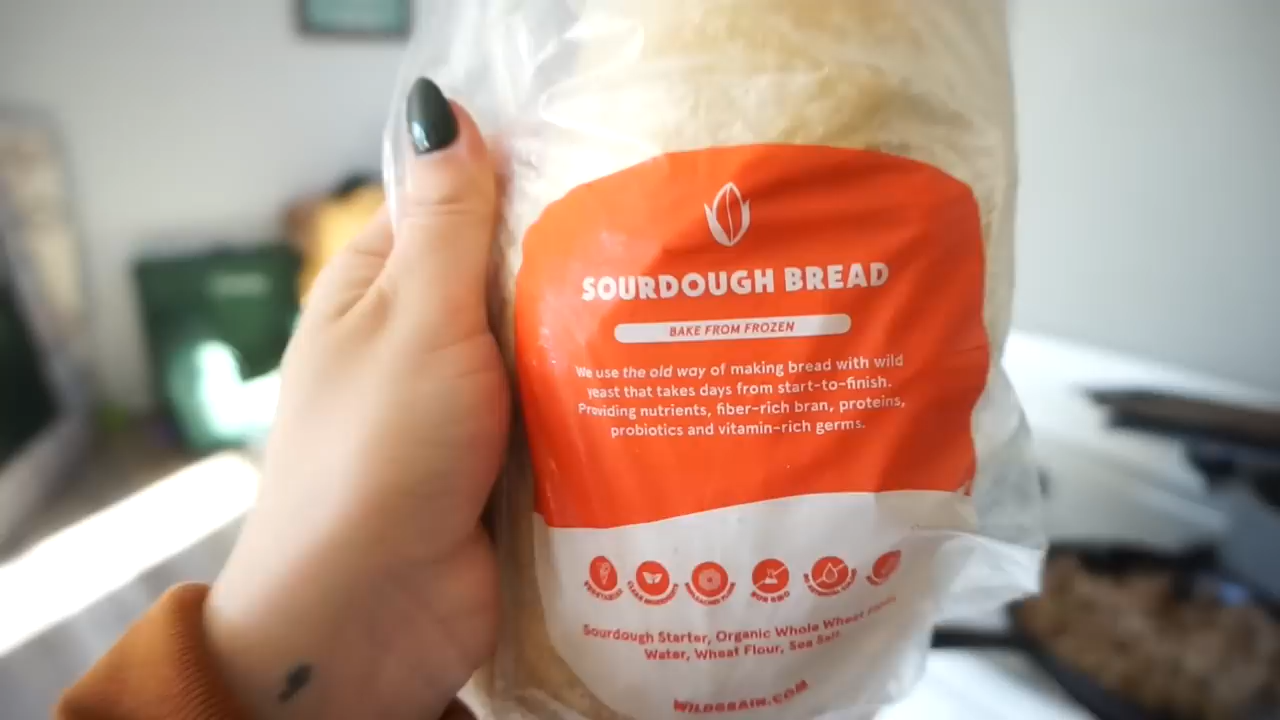 SOURDOUGH BREAD
BAKE FROM FROZEN
We use the old way of making bread with wild
yeast that takes days from start-to-finish.
Providing nutrients, fiber-rich bran, proteins,
probiotics and vitamin-rich germs.
NON GMO
Sourdough Starter, Organic Whole Wheat
Water, Wheat Flour, Sea Salt
WILDGRAIN.COM